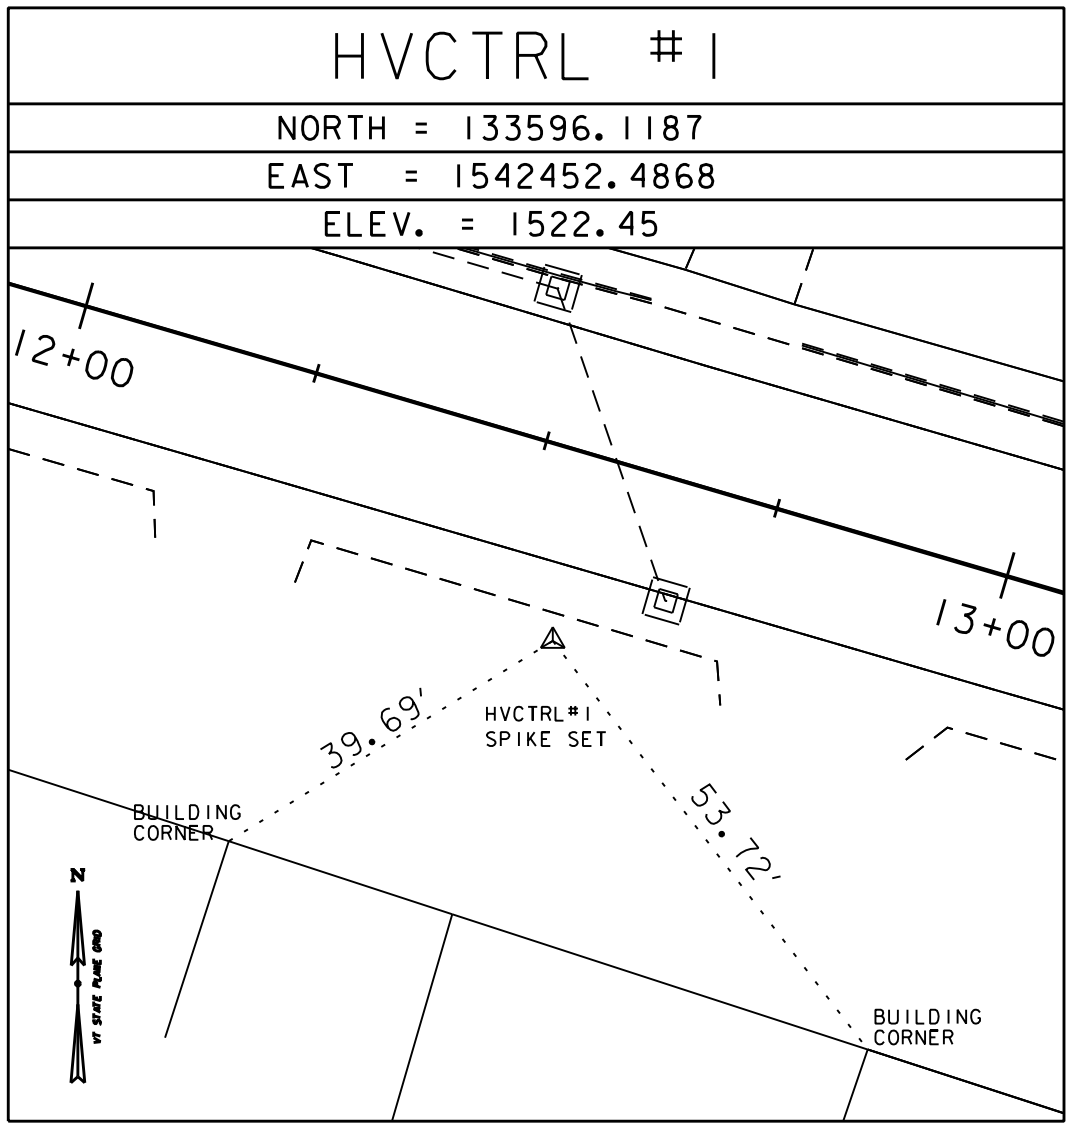 HVCTRL #1
NORTH = 133596.1187
EAST = 1542452.4868
ELEV. = 1522.45
12+00
13+00
HVCTRL#1
SPIKE SET
39.69'
53.72'
BUILDING
CORNER
N
VT STATE PLANE GRID
BUILDING
CORNER